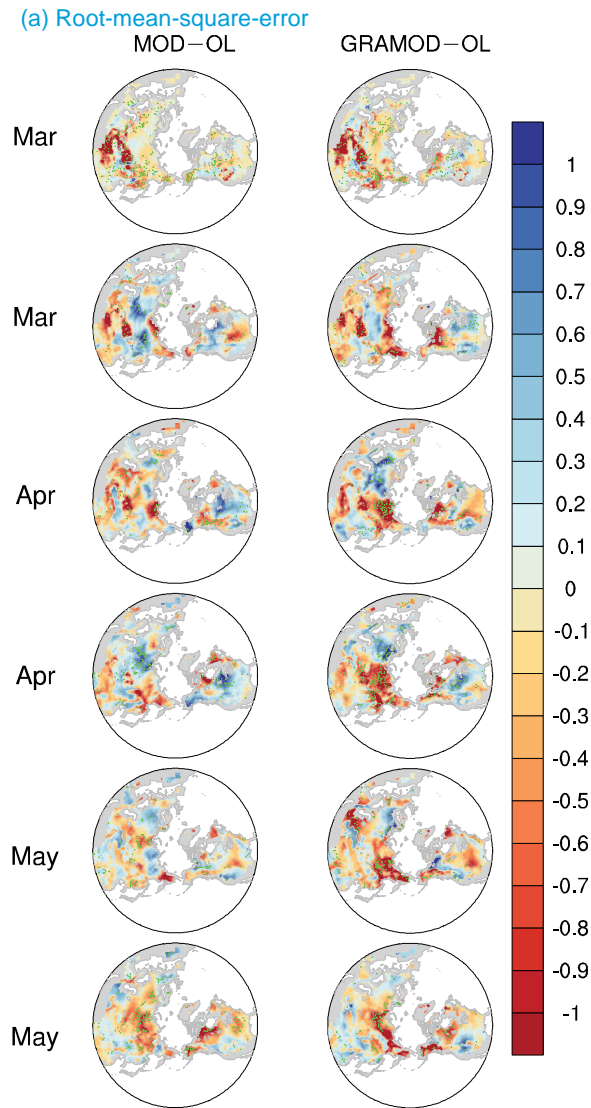 (a) Root-mean-square-error
MOD−OL GRAMOD−OL
Mar
Mar
Apr
Apr
May
May
1
0.9
0.8
0.7
0.6
0.5
0.4
0.3
0.2
0.1
0
-0.1
-0.2
-0.3
-0.4
-0.5
-0.6
-0.7
-0.8
-0.9
-1